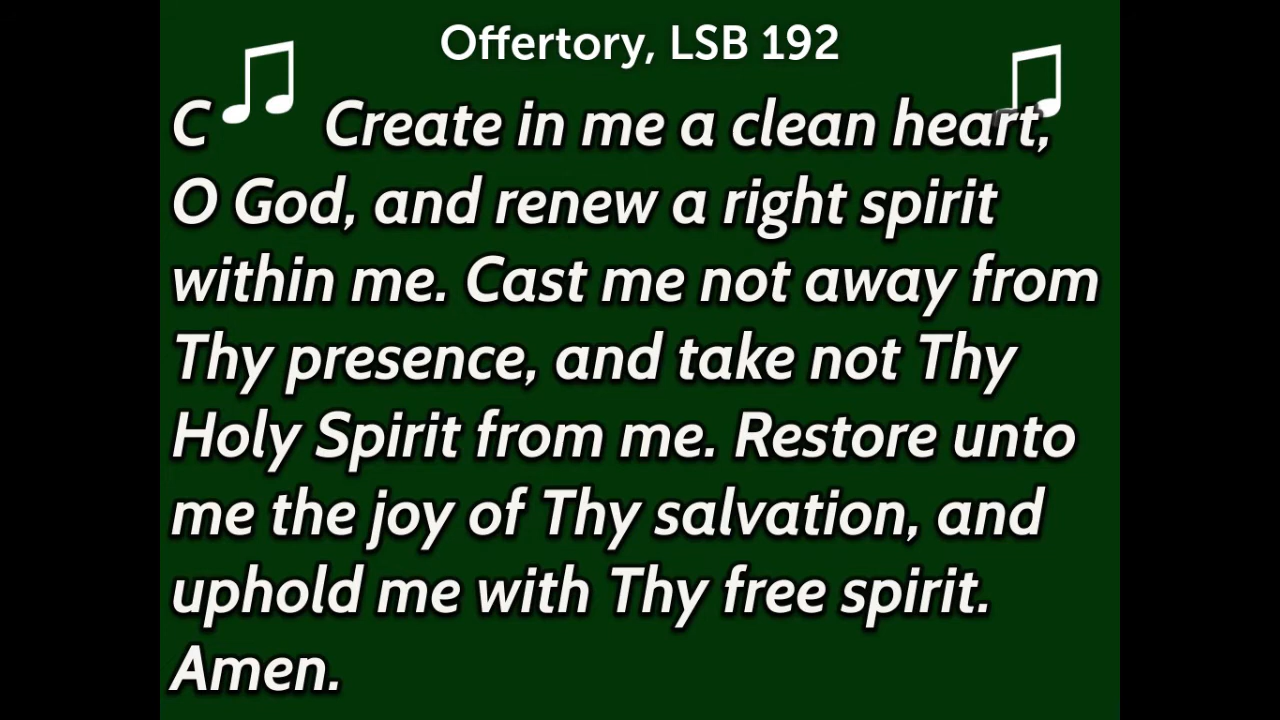 Offertory, LSB 192
C Create in me a clean heart,
O God, and renew a right spirit
within me. Cast me not away from
Thy presence, and take not Thy
Holy Spirit from me. Restore unto
me the joy of Thy salvation, and
uphold me with Thy free spirit.
Amen.